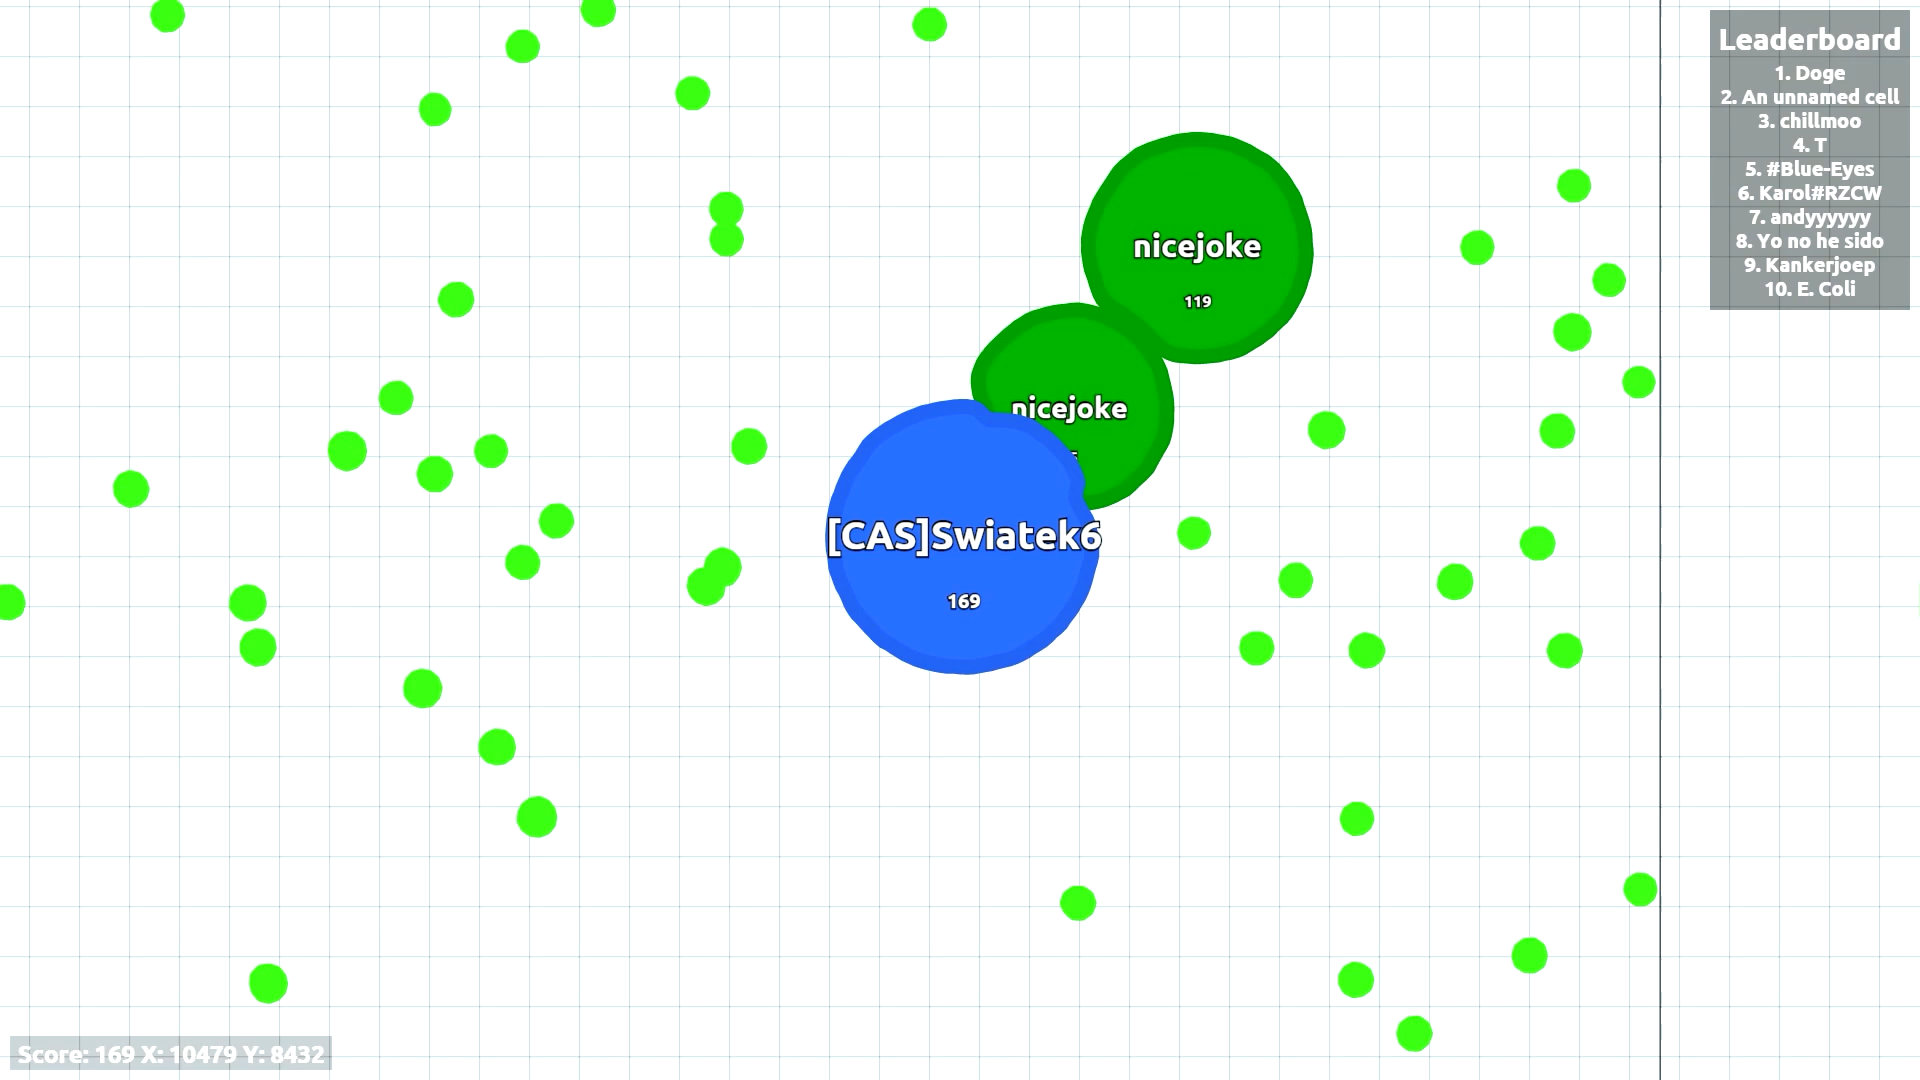 Leaderboard
1. Doge
2. An unnamed cell
3. chillmoo
4. T
5. #Blue-Eyes
6. Karol#RZCW
7. andyyyyyy
8. Yo no he sido
9. Kankerjoep
10. E. Coli
nicejoke
119
nicejoke
[CAS]Swiatek6
169
Score: 169 X: 10479 Y: 8432